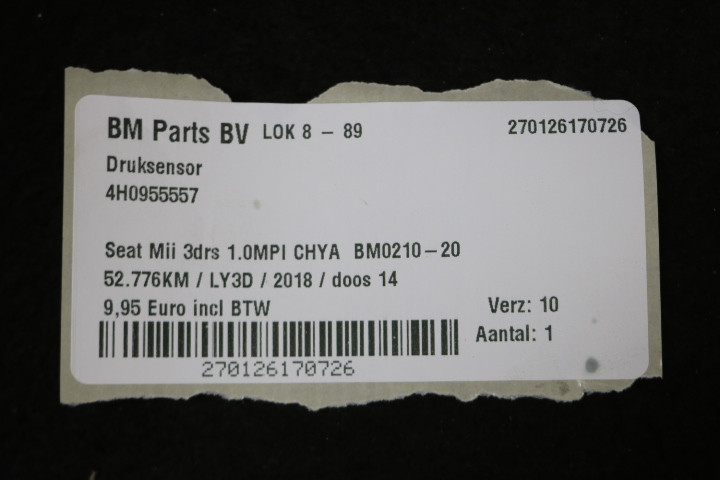 BM Parts BV LOK 8 - 89 270126170726
Druksensor
4H0955557
Seat Mii 3drs 1.0MPI CHYA BM0210-20
52.776KM / LY3D / 2018 / doos 14
9,95 Euro incl BTW Verz: 10
Aantal: 1
270126170726